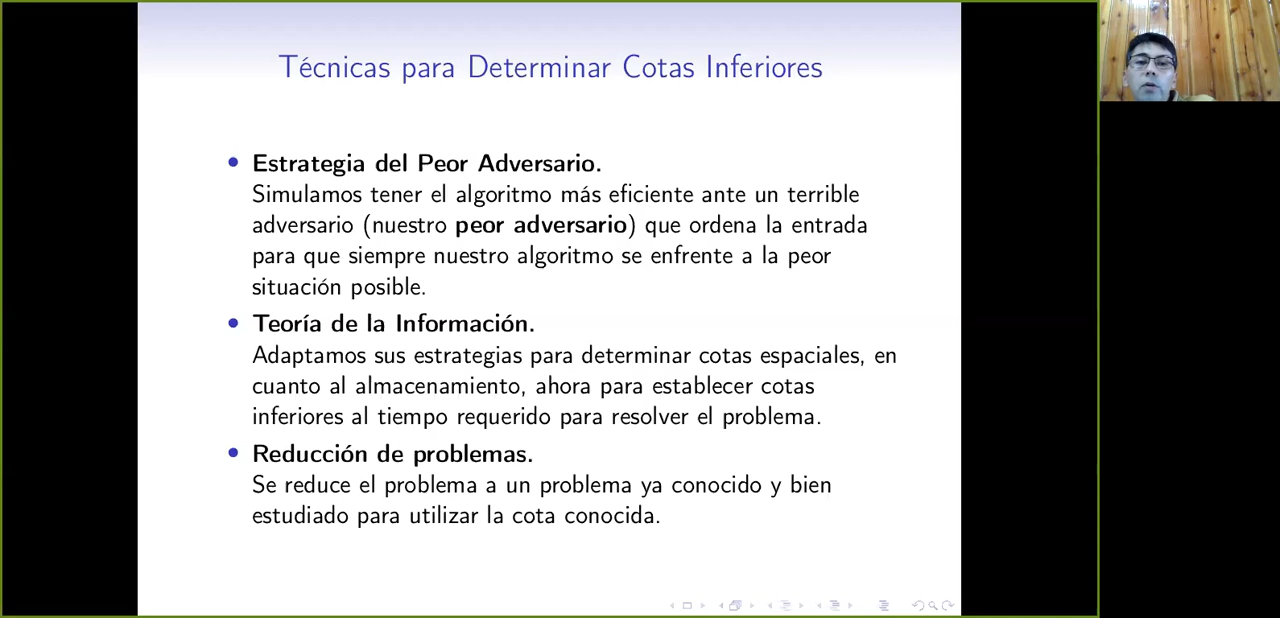 Técnicas para Determinar Cotas Inferiores
Estrategia del Peor Adversario.
Simulamos tener el algoritmo más eficiente ante un terrible
adversario (nuestro peor adversario) que ordena la entrada
para que siempre nuestro algoritmo se enfrente a la peor
situación posible.
Teoría de la Información.
Adaptamos sus estrategias para determinar cotas espaciales, en
cuanto al almacenamiento, ahora para establecer cotas
inferiores al tiempo requerido para resolver el problema.
Reducción de problemas.
Se reduce el problema a un problema ya conocido y bien
estudiado para utilizar la cota conocida.